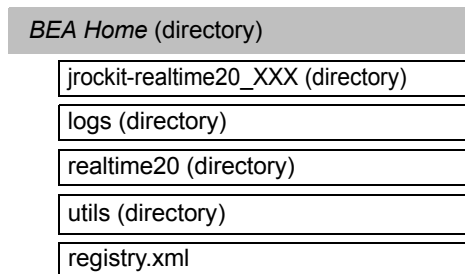 BEA Home (directory)
jrockit-realtime20_XXX (directory)
logs (directory)
realtime20 (directory)
utils (directory)
registry.xml